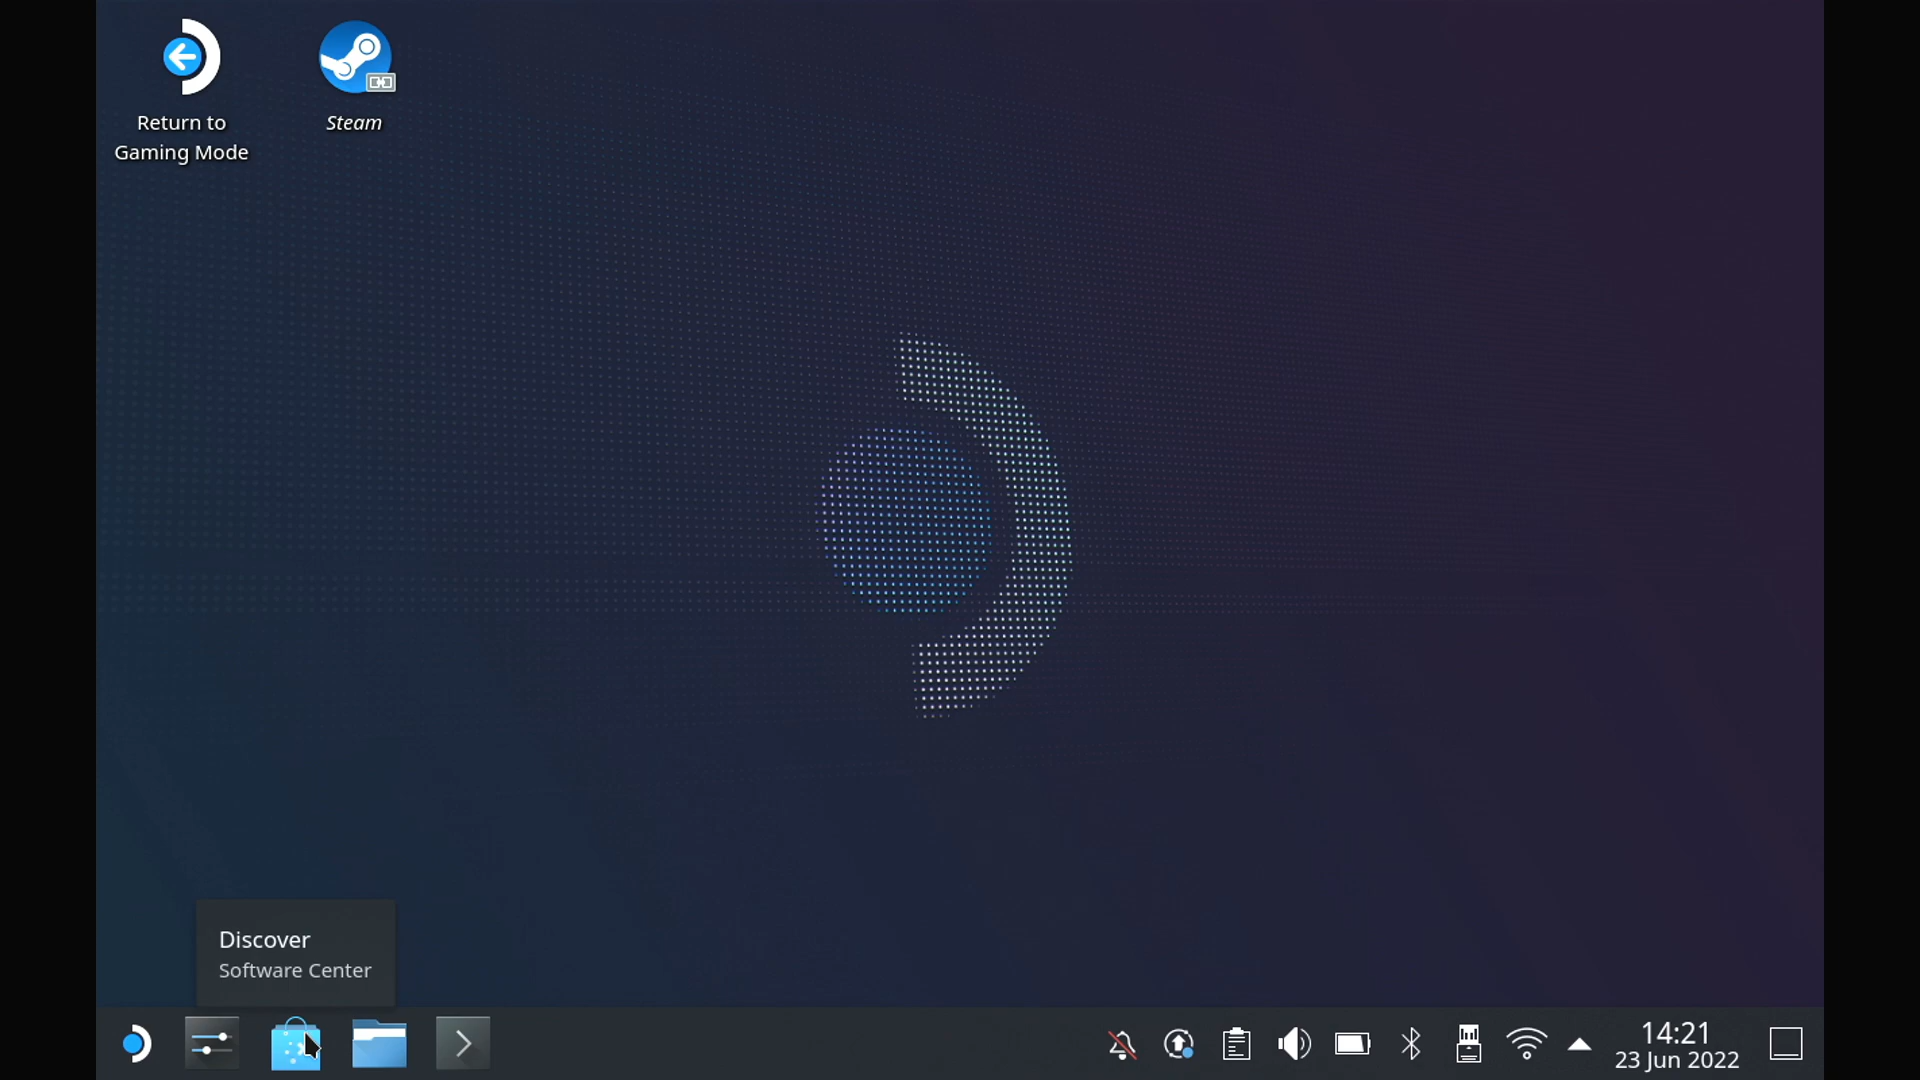 Return to
Gaming Mode
Steam
Discover
Software Center
14:21
23 Jun 2022